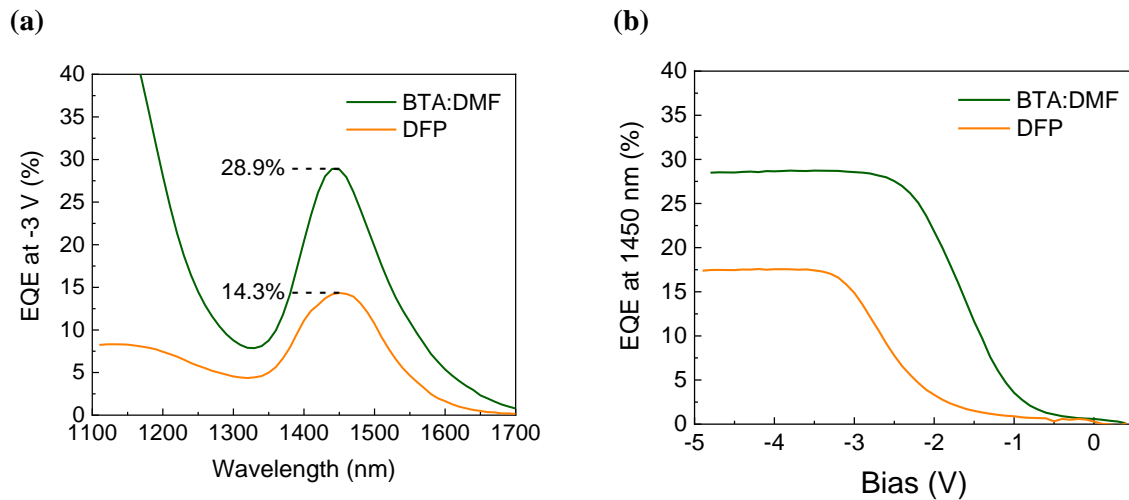 (a)
EQE at -3 V (%)
40
35
30
25
20
15
10
5
0
BTA:DMF
DFP
28.9%
14.3%
1100 1200 1300 1400 1500 1600 1700
Wavelength (nm)
(b)
EQE at 1450 nm (%)
40
35
30
25
20
15
10
5
0
BTA:DMF
DFP
-5 -4 -3 -2 -1 0
Bias (V)